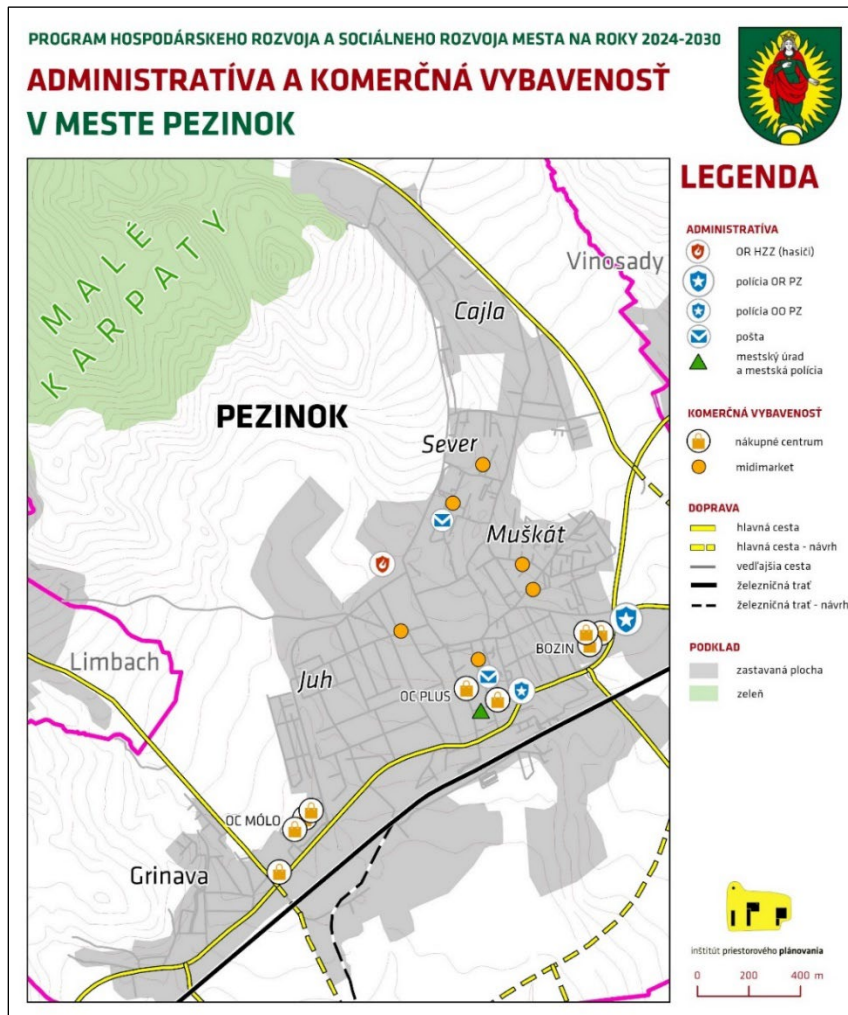 PROGRAM HOSPODÁRSKEHO ROZVOJA A SOCIÁLNEHO ROZVOJA MESTA NA ROKY 2024-2030
ADMINISTRATÍVA A KOMERČNÁ VYBAVENOSŤ
V MESTE PEZINOK
MALÉ
KARPATY
Vinosady
Cajla
PEZINOK
Sever
Muškát
BOZIN
Limbach
Juh
OC PLUS
OC MÓLO
Grinava
LEGENDA
ADMINISTRATÍVA
OR HZZ (hasiči)
polícia OR PZ
polícia OO PZ
pošta
mestský úrad
a mestská polícia
KOMERČNÁ VYBAVENOSŤ
nákupné centrum
midimarket
DOPRAVA
hlavná cesta
hlavná cesta - návrh
vedľajšia cesta
železničná trať
železničná trať - návrh
PODKLAD
zastavaná plocha
zeleň
inštitút priestorového plánovania
0 200 400 m